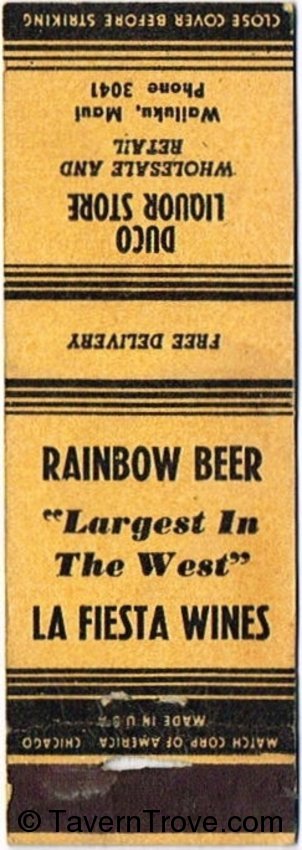 CLOSE COVER BEFORE STRIKING
DUCO
LIQUOR STORE
WHOLESALE AND
RETAIL
Wailuku, Maui
Phone 3041
FREE DELIVERY
RAINBOW BEER
“Largest In
The West”
LA FIESTA WINES
MATCH CORP OF AMERICA CHICAGO
MADE IN U S A
© TavernTrove.com